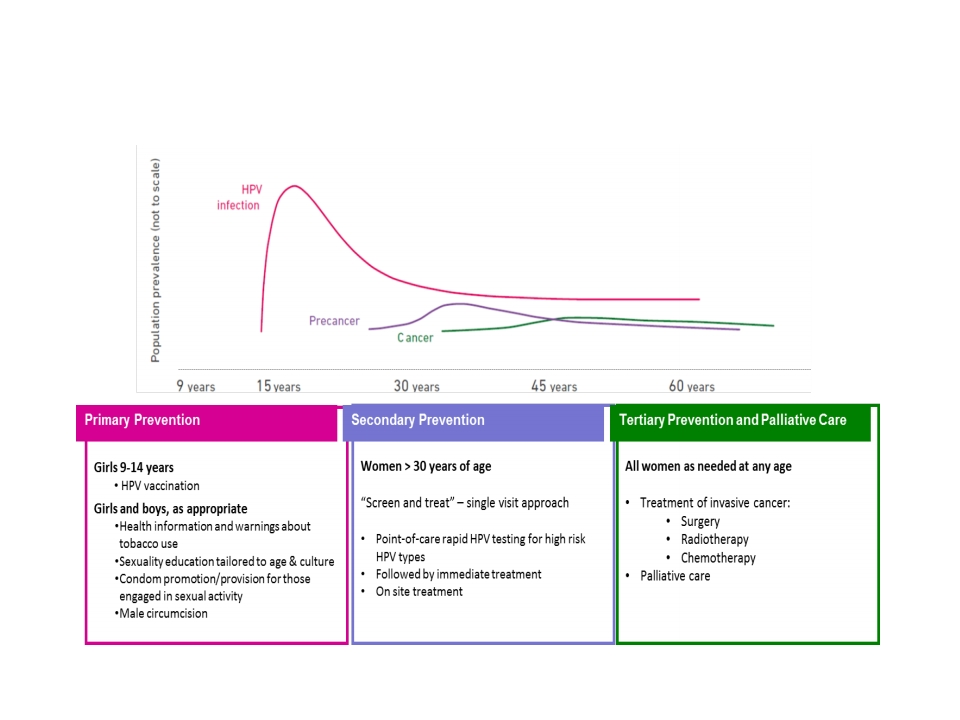 Population prevalence (not to scale)
HPV
infection
Precancer
Cancer
9 years
15 years
30 years
45 years
60 years
Primary Prevention
Girls 9-14 years
• HPV vaccination
Girls and boys, as appropriate
•Health information and warnings about
tobacco use
•Sexuality education tailored to age & culture
•Condom promotion/provision for those
engaged in sexual activity
•Male circumcision
Secondary Prevention
Women > 30 years of age
“Screen and treat” – single visit approach
• Point-of-care rapid HPV testing for high risk
HPV types
• Followed by immediate treatment
• On site treatment
Tertiary Prevention and Palliative Care
All women as needed at any age
• Treatment of invasive cancer:
• Surgery
• Radiotherapy
• Chemotherapy
• Palliative care